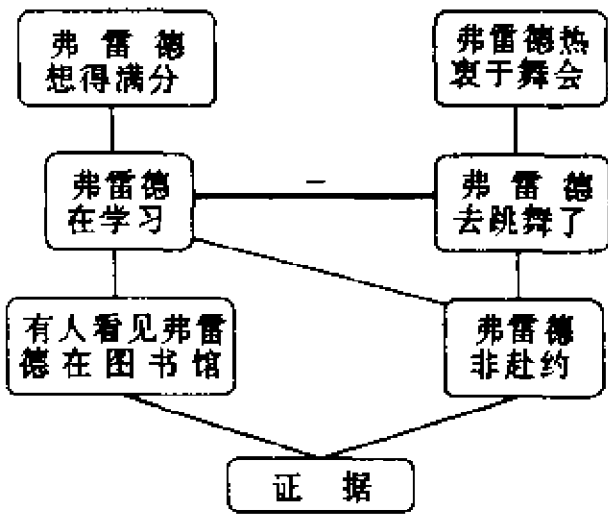 弗雷德
想得满分
弗雷德热
衷于舞会
弗雷德
在学习
−
弗雷德
去跳舞了
有人看见弗雷
德在图书馆
弗雷德
非赴约
证据